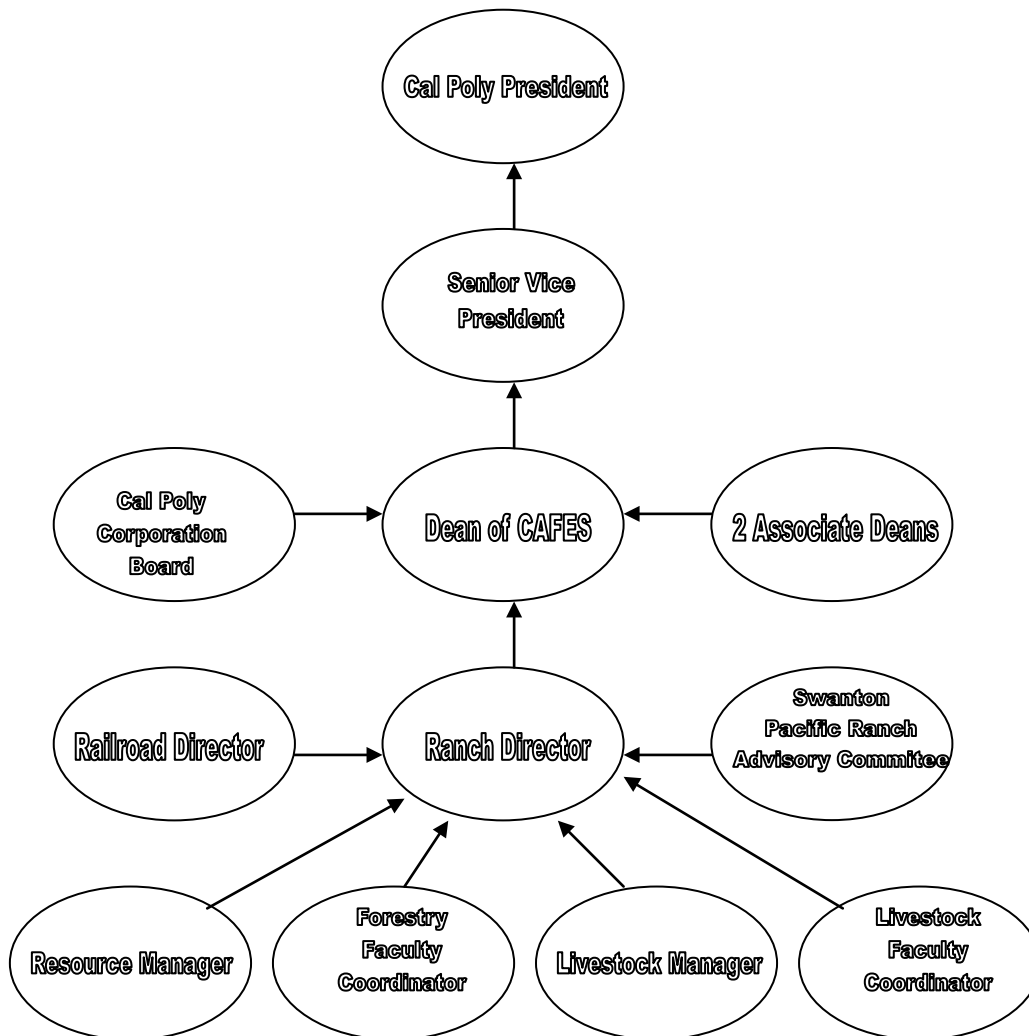 Cal Poly President
Senior Vice
President
Cal Poly
Corporation
Board
Dean of CAFES
2 Associate Deans
Railroad Director
Ranch Director
Swanton
Pacific Ranch
Advisory Commitee
Resource Manager
Forestry
Faculty
Coordinator
Livestock Manager
Livestock
Faculty
Coordinator